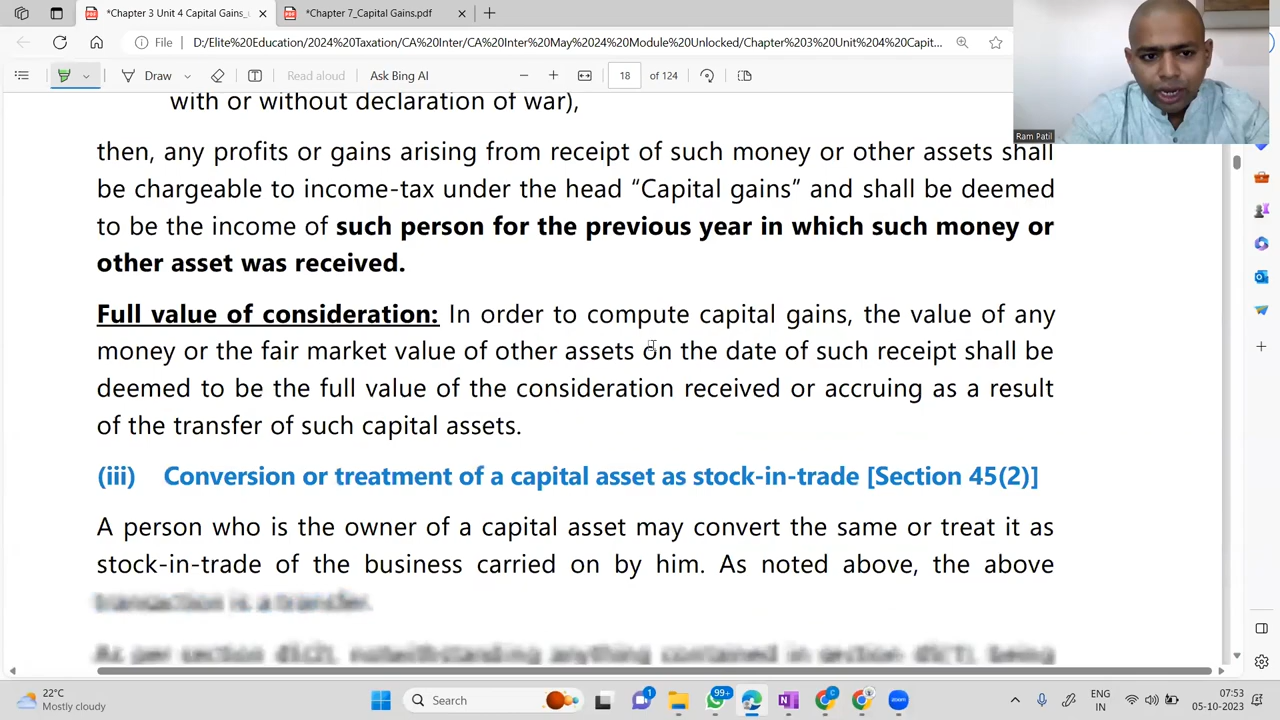 *Chapter 3 Unit 4 Capital Gains_
*Chapter 7_Capital Gains.pdf
File
D:/Elite%20Education/2024%20Taxation/CA%20Inter/CA%20Inter%20May%2024%20Module%20Unlocked/Chapter%203%20Unit%204%20Capit...
Draw
Read aloud
Ask Bing AI
18 of 124
Ram Patil
with or without declaration of war),
then, any profits or gains arising from receipt of such money or other assets shall
be chargeable to income-tax under the head “Capital gains” and shall be deemed
to be the income of such person for the previous year in which such money or
other asset was received.
Full value of consideration: In order to compute capital gains, the value of any
money or the fair market value of other assets on the date of such receipt shall be
deemed to be the full value of the consideration received or accruing as a result
of the transfer of such capital assets.
(iii) Conversion or treatment of a capital asset as stock-in-trade [Section 45(2)]
A person who is the owner of a capital asset may convert the same or treat it as
stock-in-trade of the business carried on by him. As noted above, the above
transaction is a transfer.
22°C
Mostly cloudy
Search
1
99+
ENG
IN
07:53
05-10-2023